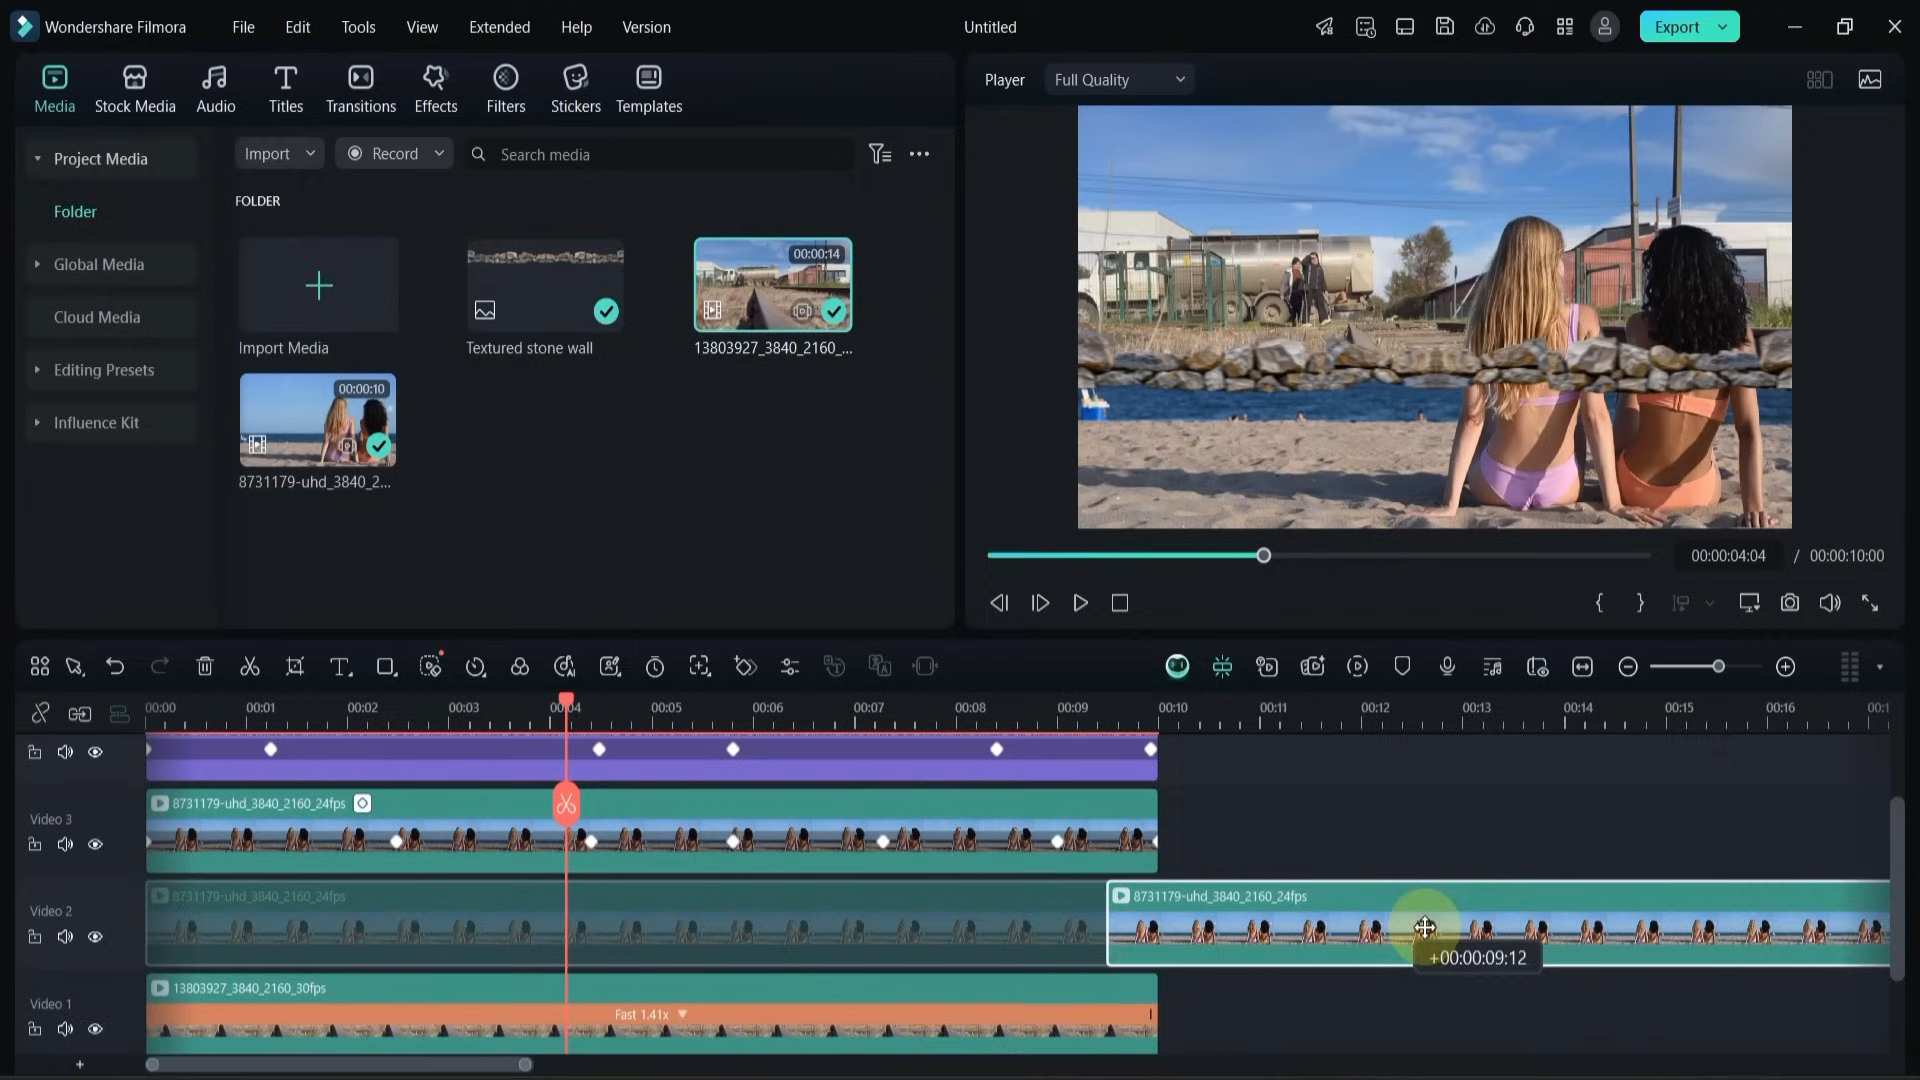 Wondershare Filmora
File
Edit
Tools
View
Extended
Help
Version
Untitled
Export
Media
Stock Media
Audio
Titles
Transitions
Effects
Filters
Stickers
Templates
Player
Full Quality
Project Media
Folder
Global Media
Cloud Media
Editing Presets
Influence Kit
Import
Record
Search media
FOLDER
Import Media
Textured stone wall
00:00:14
13803927_3840_2160_...
00:00:10
8731179-uhd_3840_2...
00:00:04:04 / 00:00:10:00
00:00
00:01
00:02
00:03
00:04
00:05
00:06
00:07
00:08
00:09
00:10
00:11
00:12
00:13
00:14
00:15
00:16
00:1
Video 3
8731179-uhd_3840_2160_24fps
Video 2
8731179-uhd_3840_2160_24fps
8731179-uhd_3840_2160_24fps
+00:00:09:12
Video 1
13803927_3840_2160_30fps
Fast 1.41x